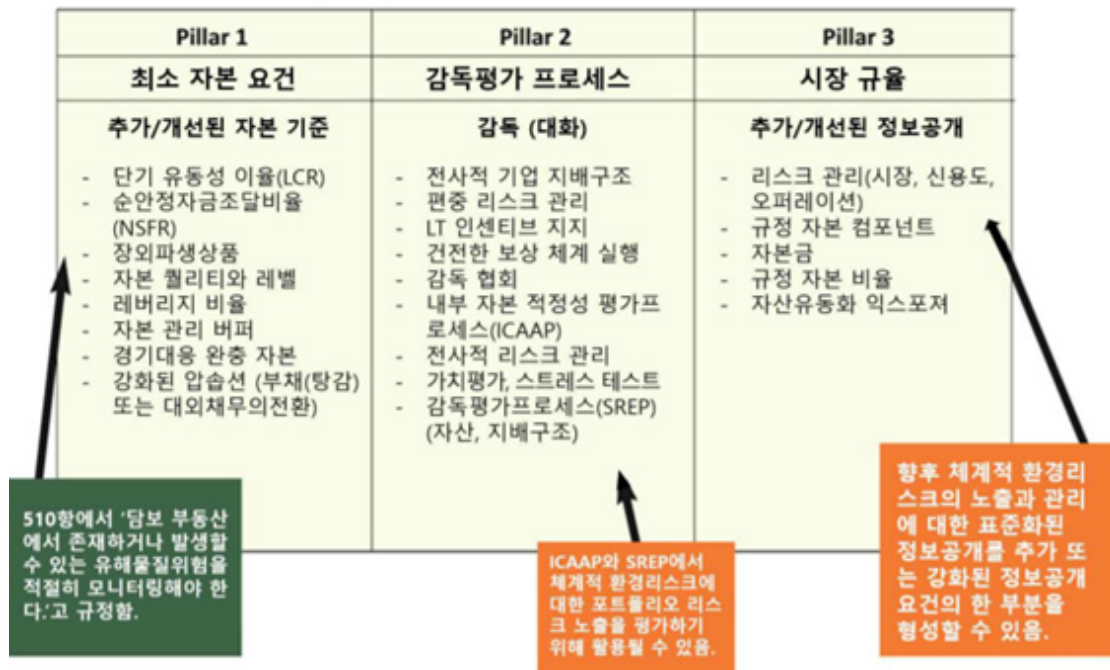 Pillar 1
Pillar 2
Pillar 3
최소 자본 요건
감독평가 프로세스
시장 규율
추가/개선된 자본 기준
- 단기 유동성 이율(LCR)
- 순안정자금조달비율
(NSFR)
- 장외파생상품
- 자본 퀄리티와 레벨
- 레버리지 비율
- 자본 관리 버퍼
- 경기대응 완충 자본
- 강화된 압솝션 (부채(탕감)
또는 대외채무의전환)
감독 (대화)
- 전사적 기업 지배구조
- 편중 리스크 관리
- LT 인센티브 지지
- 건전한 보상 체계 실행
- 감독 협회
- 내부 자본 적정성 평가프
로세스(ICAAP)
- 전사적 리스크 관리
- 가치평가, 스트레스 테스트
- 감독평가프로세스(SREP)
(자산, 지배구조)
추가/개선된 정보공개
- 리스크 관리(시장, 신용도,
오퍼레이션)
- 규정 자본 컴포넌트
- 자본금
- 규정 자본 비율
- 자산유동화 익스포져
510항에서 '담보 부동산
에서 존재하거나 발생할
수 있는 유해물질위험을
적절히 모니터링해야 한
다.'고 규정함.
ICAAP와 SREP에서
체계적 환경리스크에
대한 포트폴리오 리스
크 노출을 평가하기
위해 활용될 수 있음.
향후 체계적 환경리
스크의 노출과 관리
에 대한 표준화된
정보공개를 추가 또
는 강화된 정보공개
요건의 한 부분을
형성할 수 있음.